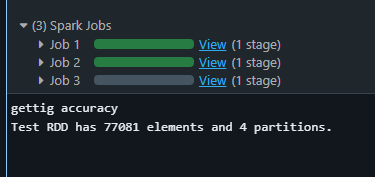 (3) Spark Jobs
Job 1 View (1 stage)
Job 2 View (1 stage)
Job 3 View (1 stage)
gettig accuracy
Test RDD has 77081 elements and 4 partitions.